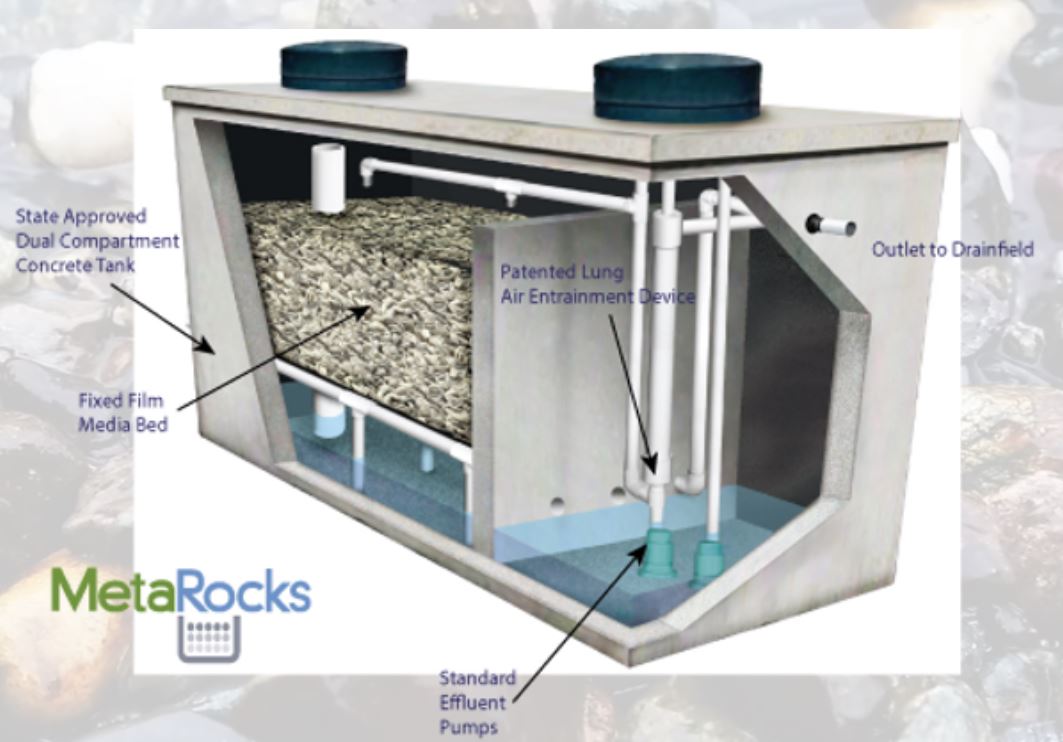 State Approved
Dual Compartment
Concrete Tank
Patented Lung
Air Entrainment Device
Outlet to Drainfield
Fixed Film
Media Bed
MetaRocks
Standard
Effluent
Pumps